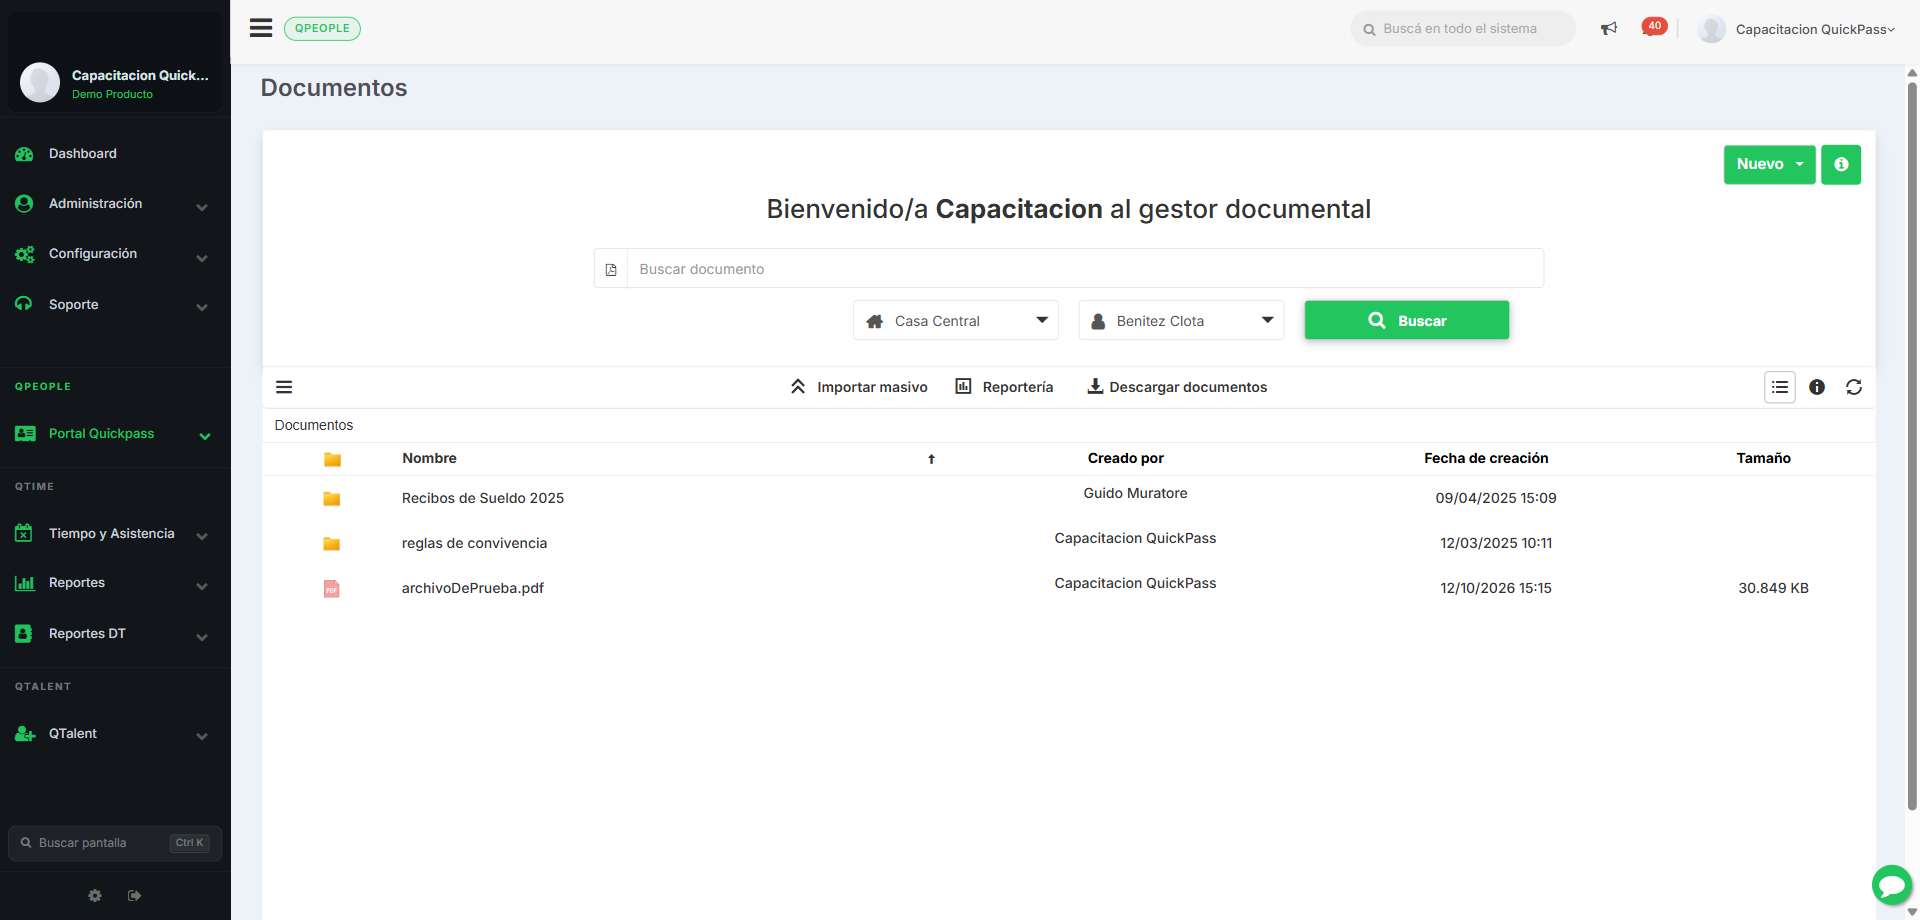 QPEOPLE
Buscá en todo el sistema
40
Capacitacion QuickPass
Capacitacion Quick...
Demo Producto
Dashboard
Administración
Configuración
Soporte
QPEOPLE
Portal Quickpass
QTIME
Tiempo y Asistencia
Reportes
Reportes DT
QTALENT
QTalent
Buscar pantalla
Ctrl K
Documentos
Nuevo
Bienvenido/a Capacitacion al gestor documental
Buscar documento
Casa Central
Benitez Clota
Buscar
Importar masivo
Reportería
Descargar documentos
Documentos
Nombre Creado por Fecha de creación Tamaño
Recibos de Sueldo 2025 Guido Muratore 09/04/2025 15:09
reglas de convivencia Capacitacion QuickPass 12/03/2025 10:11
PDF archivoDePrueba.pdf Capacitacion QuickPass 12/10/2026 15:15 30.849 KB